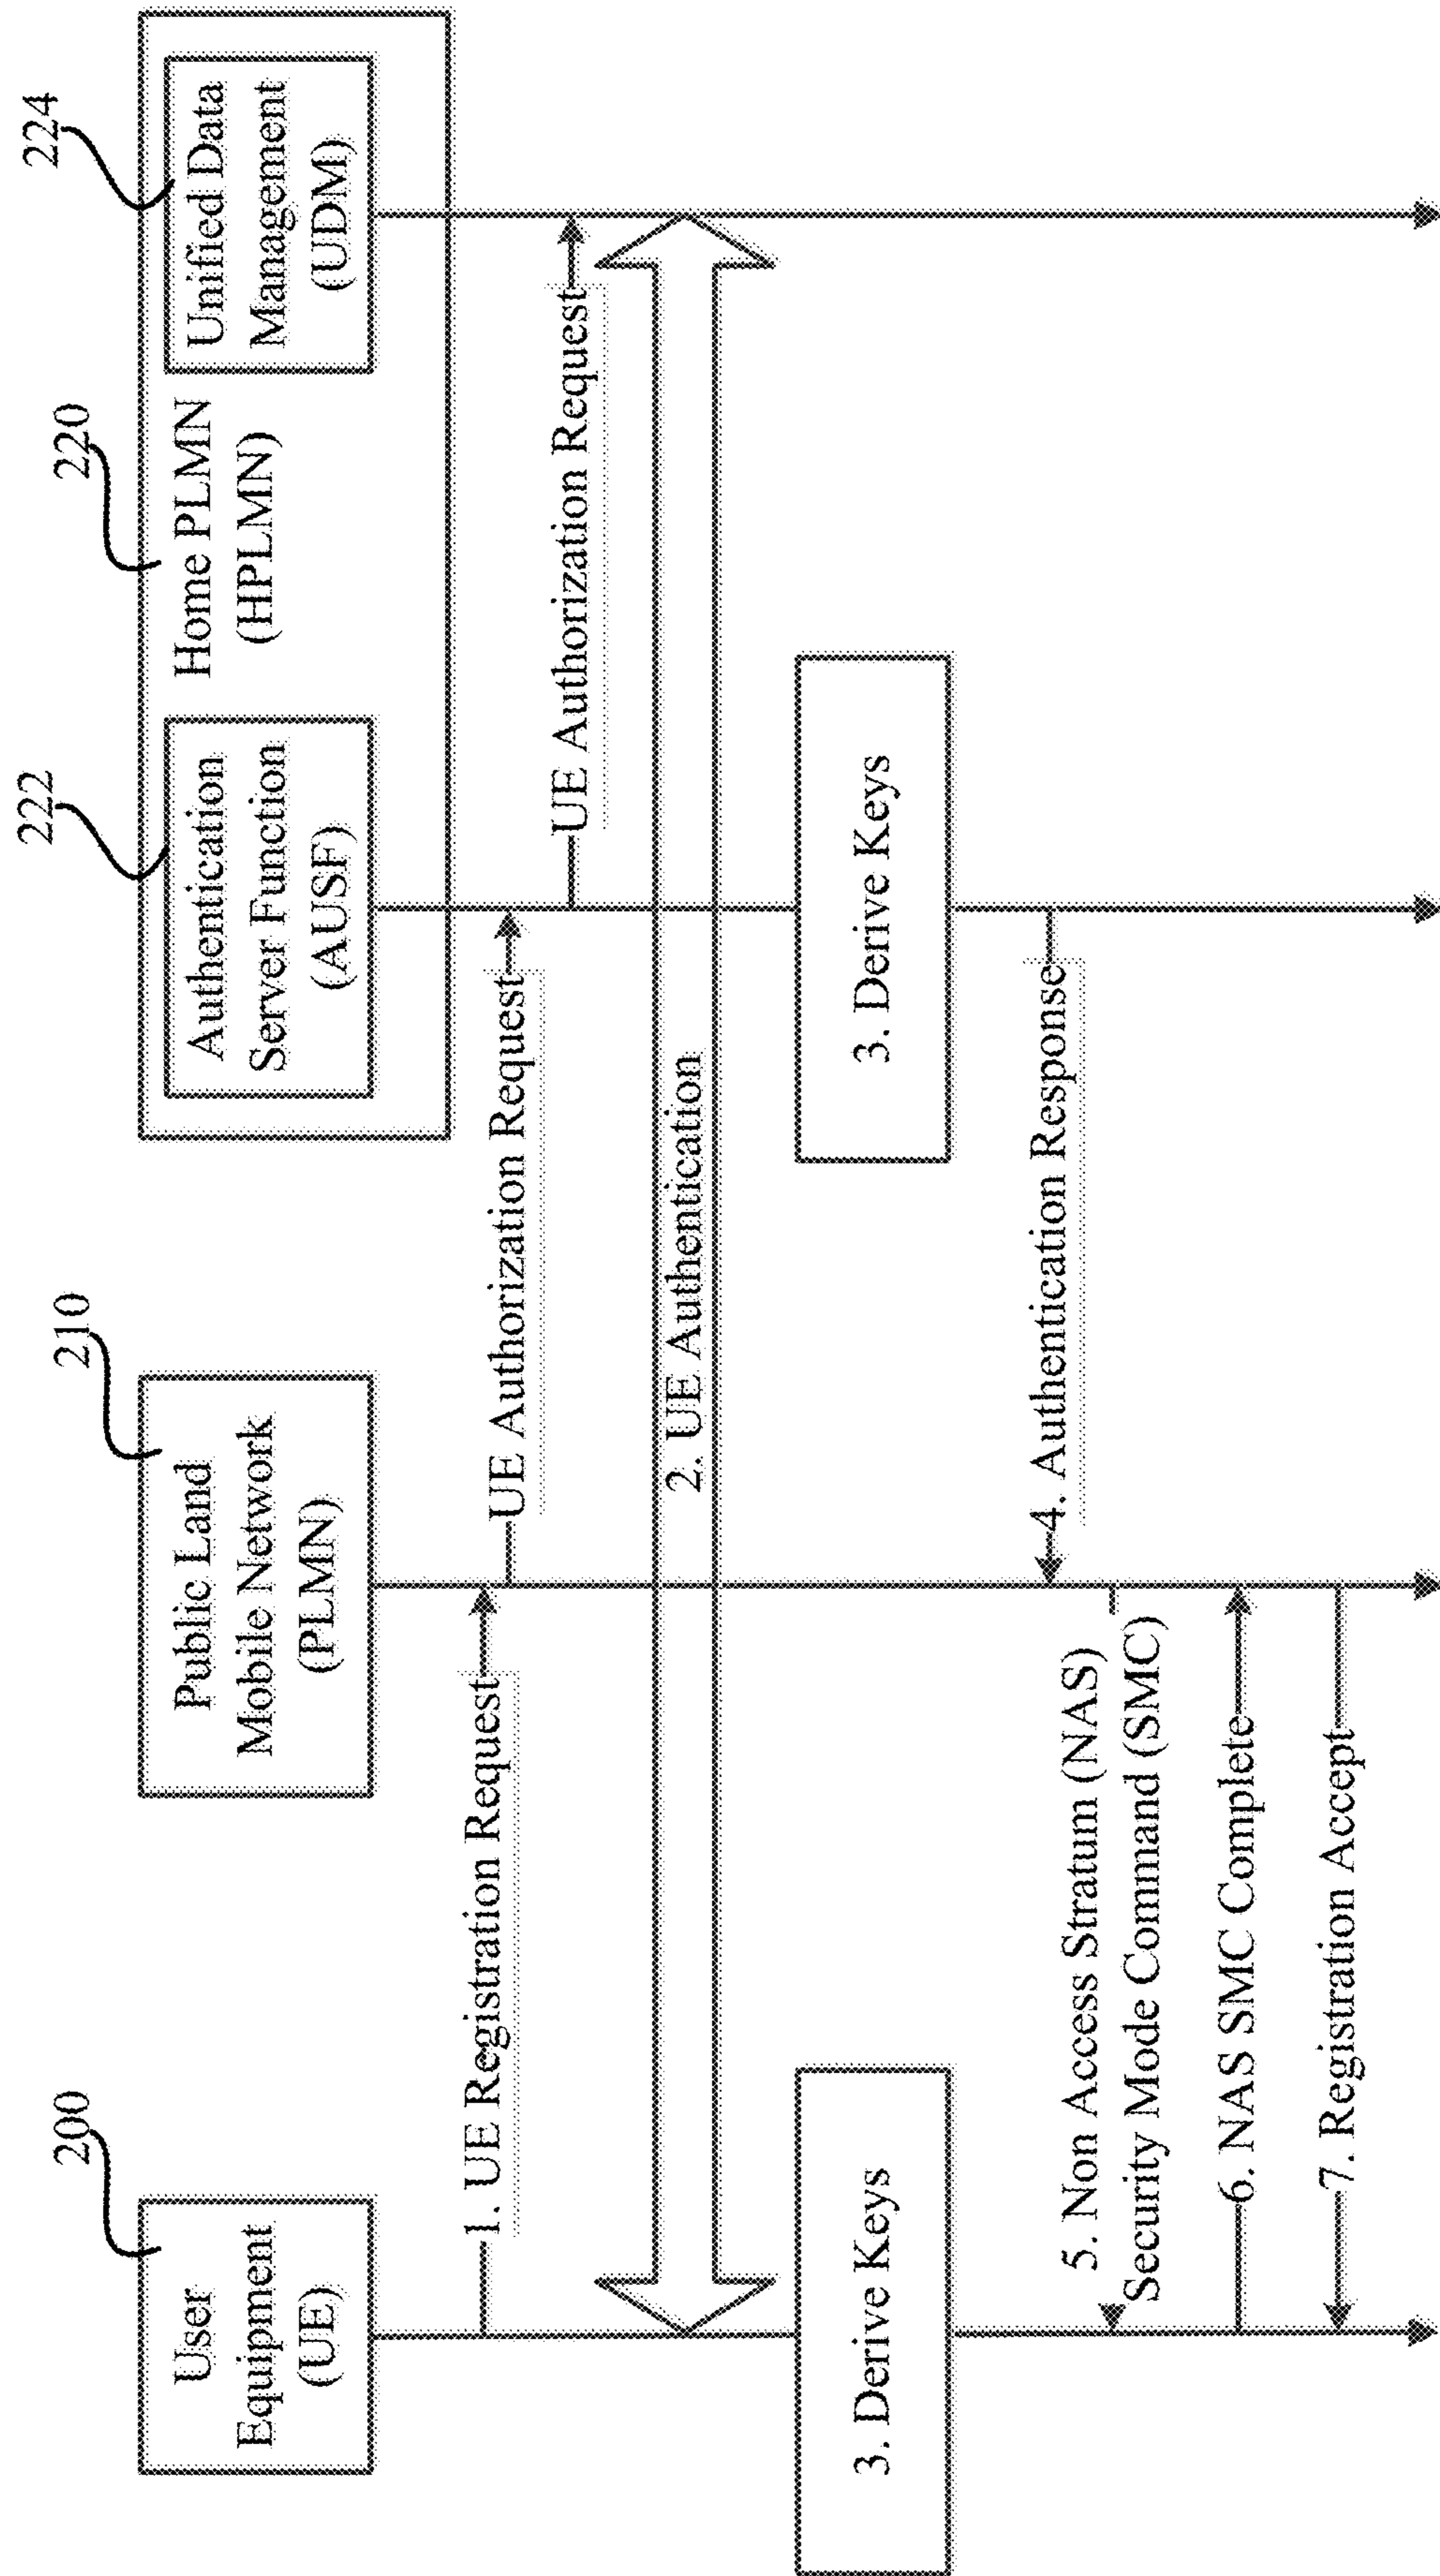 200
User
Equipment
(UE)
210
Public Land
Mobile Network
(PLMN)
220
Home PLMN
(HPLMN)
222
Authentication
Server Function
(AUSF)
224
Unified Data
Management
(UDM)
1. UE Registration Request
UE Authorization Request
UE Authorization Request
2. UE Authentication
3. Derive Keys
3. Derive Keys
4. Authentication Response
5. Non Access Stratum (NAS)
Security Mode Command (SMC)
6. NAS SMC Complete
7. Registration Accept